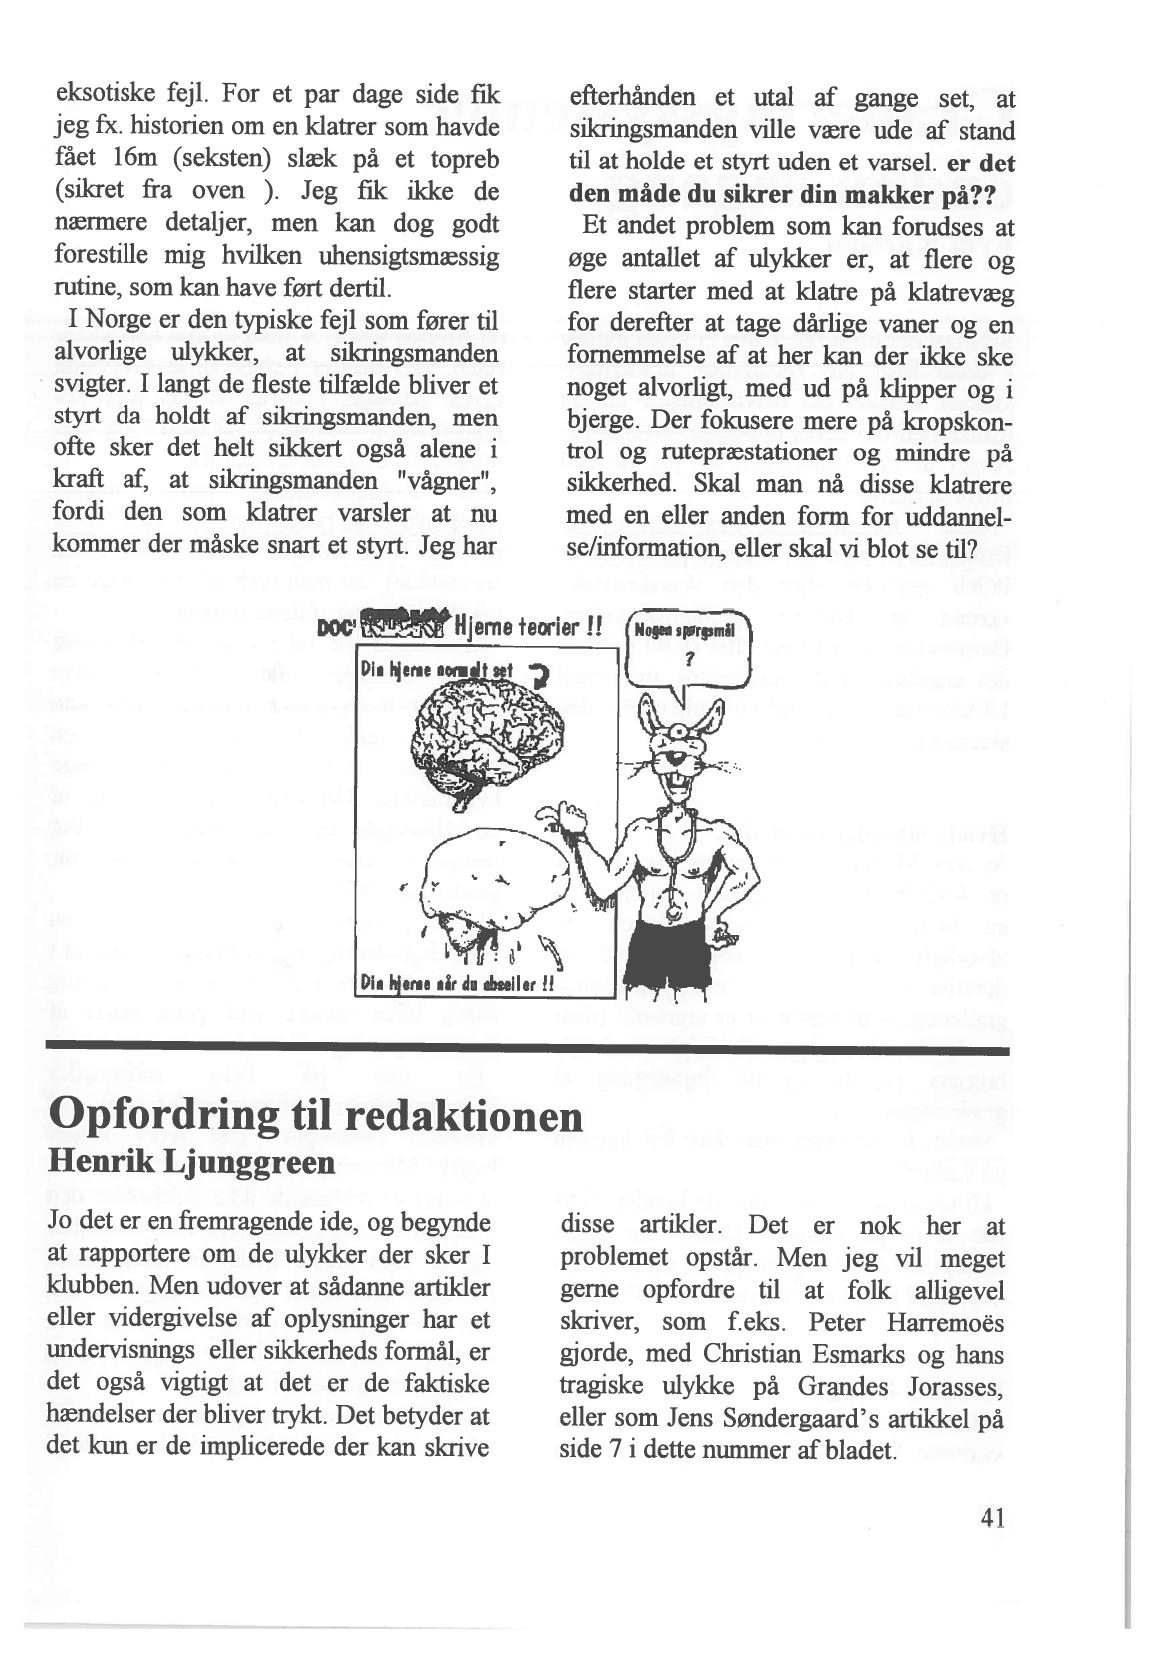 eksotiske fejl. For et par dage side fik
jeg fx. historien om en klatrer som havde
fået 16m (seksten) slæk på et topreb
(sikret fra oven ). Jeg fik ikke de
nærmere detaljer, men kan dog godt
forestille mig hvilken uhensigtsmæssig
rutine, som kan have ført dertil.
I Norge er den typiske fejl som fører til
alvorlige ulykker, at sikringsmanden
svigter. I langt de fleste tilfælde bliver et
styrt da holdt af sikringsmanden, men
ofte sker det helt sikkert også alene i
kraft af, at sikringsmanden "vågner",
fordi den som klatrer varsler at nu
kommer der måske snart et styrt. Jeg har
efterhånden et utal af gange set, at
sikringsmanden ville være ude af stand
til at holde et styrt uden et varsel. er det
den måde du sikrer din makker på??
Et andet problem som kan forudses at
øge antallet af ulykker er, at flere og
flere starter med at klatre på klatrevæg
for derefter at tage dårlige vaner og en
fornemmelse af at her kan der ikke ske
noget alvorligt, med ud på klipper og i
bjerge. Der fokusere mere på kropskon-
trol og rutepræstationer og mindre på
sikkerhed. Skal man nå disse klatrere
med en eller anden form for uddannel-
se/information, eller skal vi blot se til?
DOC' Hjerne teorier !!
Nogen spørgsmål
?
Din hjerne normalt set
Din hjerne når du abseiler !!
Opfordring til redaktionen
Henrik Ljunggreen
Jo det er en fremragende ide, og begynde
at rapportere om de ulykker der sker I
klubben. Men udover at sådanne artikler
eller vidergivelse af oplysninger har et
undervisnings eller sikkerheds formål, er
det også vigtigt at det er de faktiske
hændelser der bliver trykt. Det betyder at
det kun er de implicerede der kan skrive
disse artikler. Det er nok her at
problemet opstår. Men jeg vil meget
gerne opfordre til at folk alligevel
skriver, som f.eks. Peter Harremoës
gjorde, med Christian Esmarks og hans
tragiske ulykke på Grandes Jorasses,
eller som Jens Søndergaard's artikkel på
side 7 i dette nummer af bladet.
41